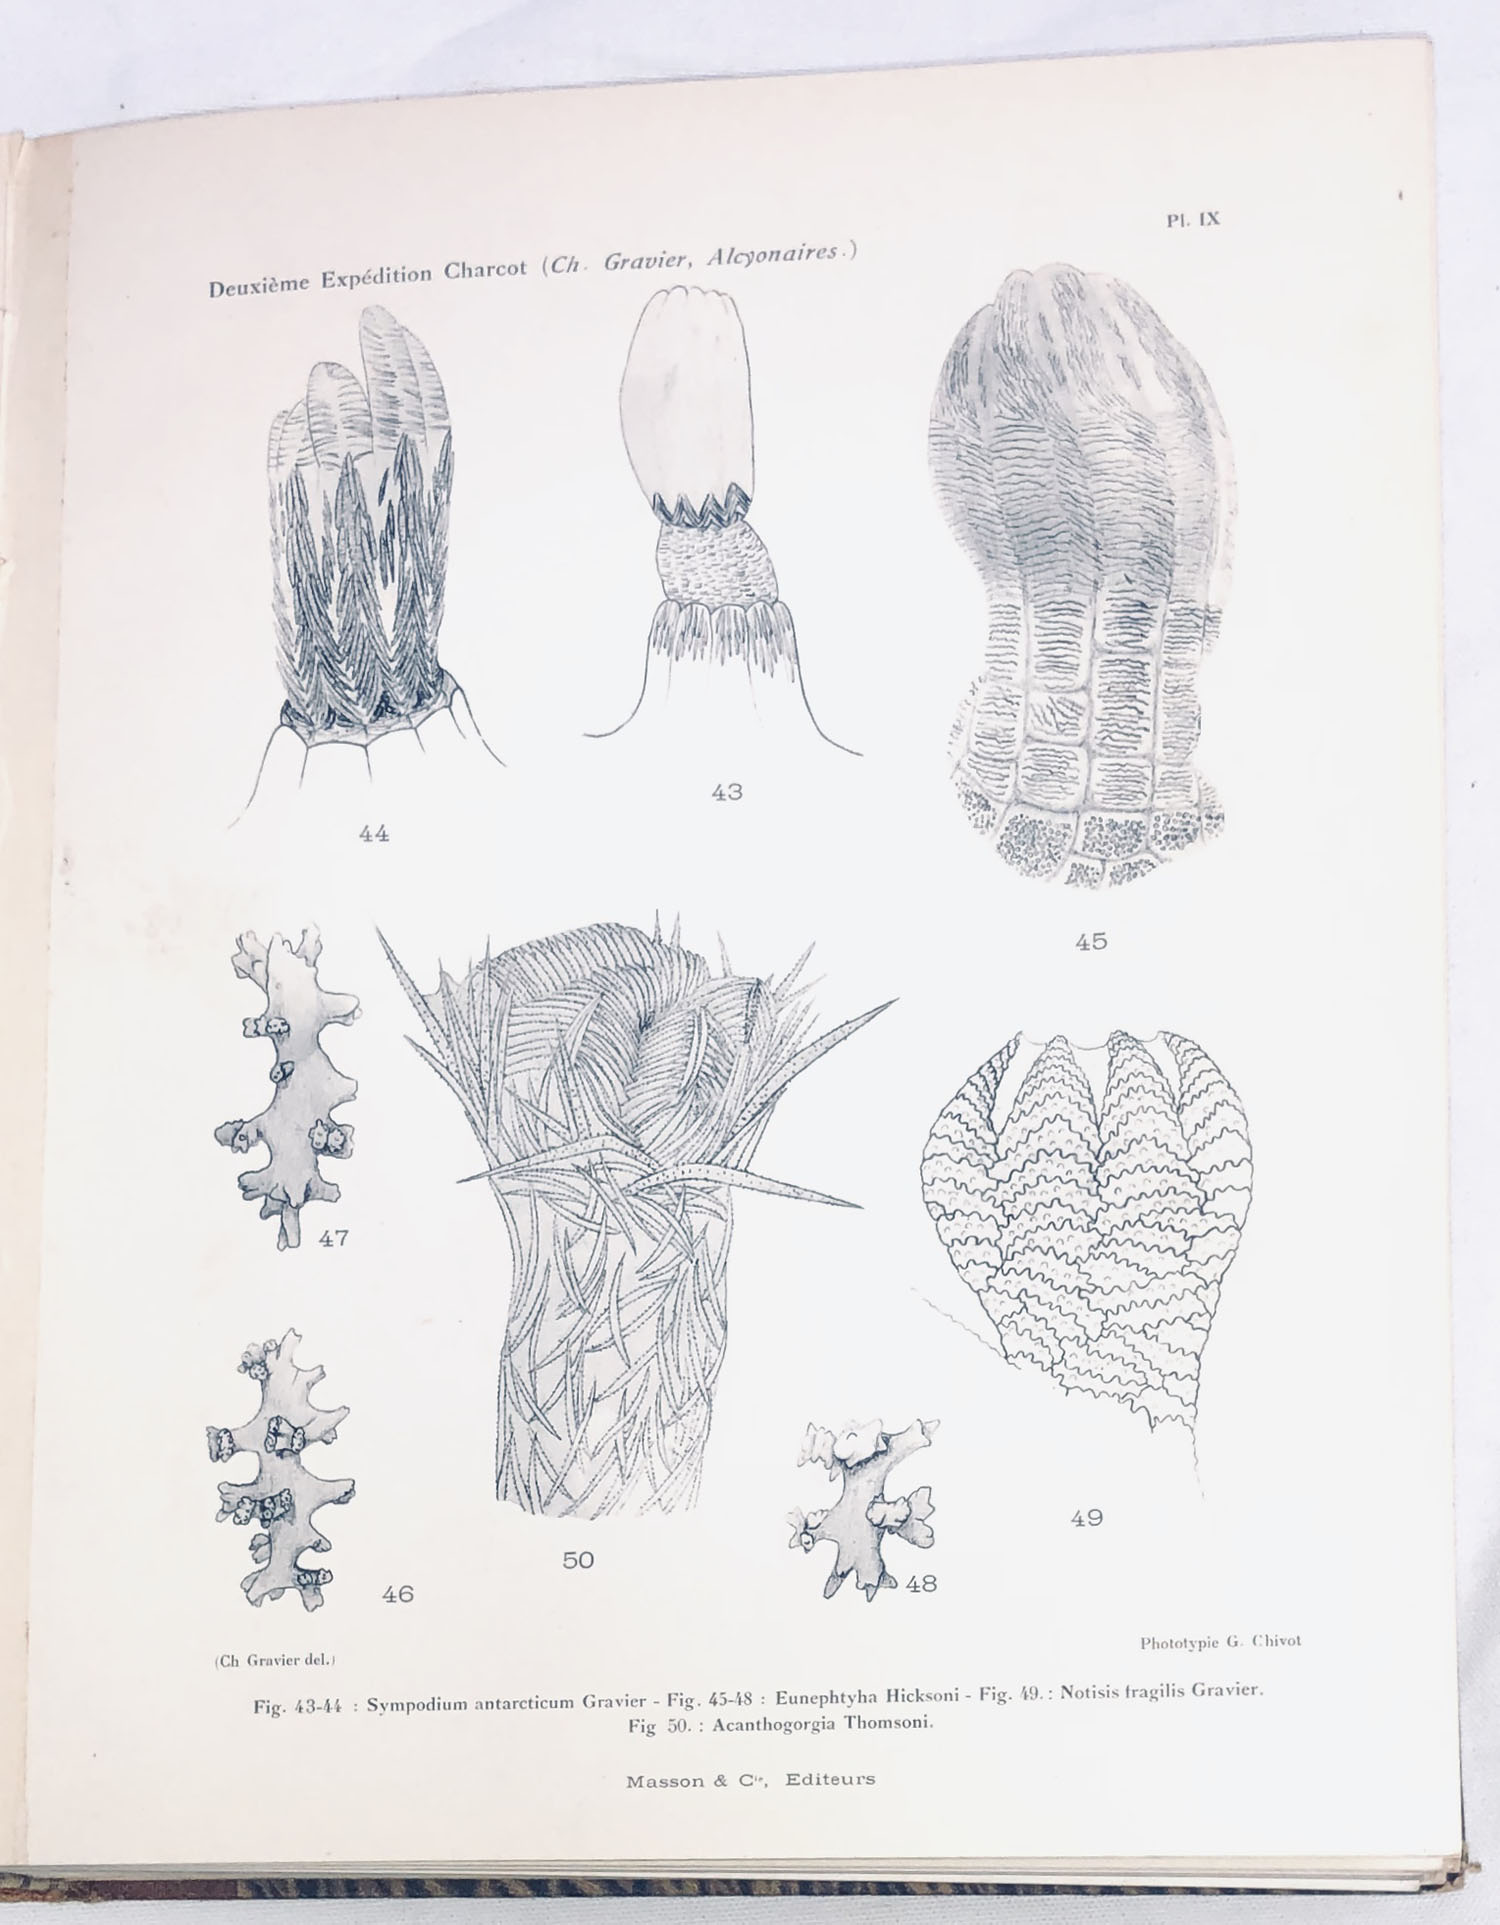 Pl. IX
Deuxième Expédition Charcot (Ch. Gravier, Alcyonaires.)
44
43
45
47
46
50
48
49
(Ch Gravier del.)
Phototypie G. Chivot
Fig. 43-44 : Sympodium antarcticum Gravier - Fig. 45-48 : Eunephtyha Hicksoni - Fig. 49. : Notisis fragilis Gravier.
Fig 50. : Acanthogorgia Thomsoni.
Masson & Cie, Editeurs